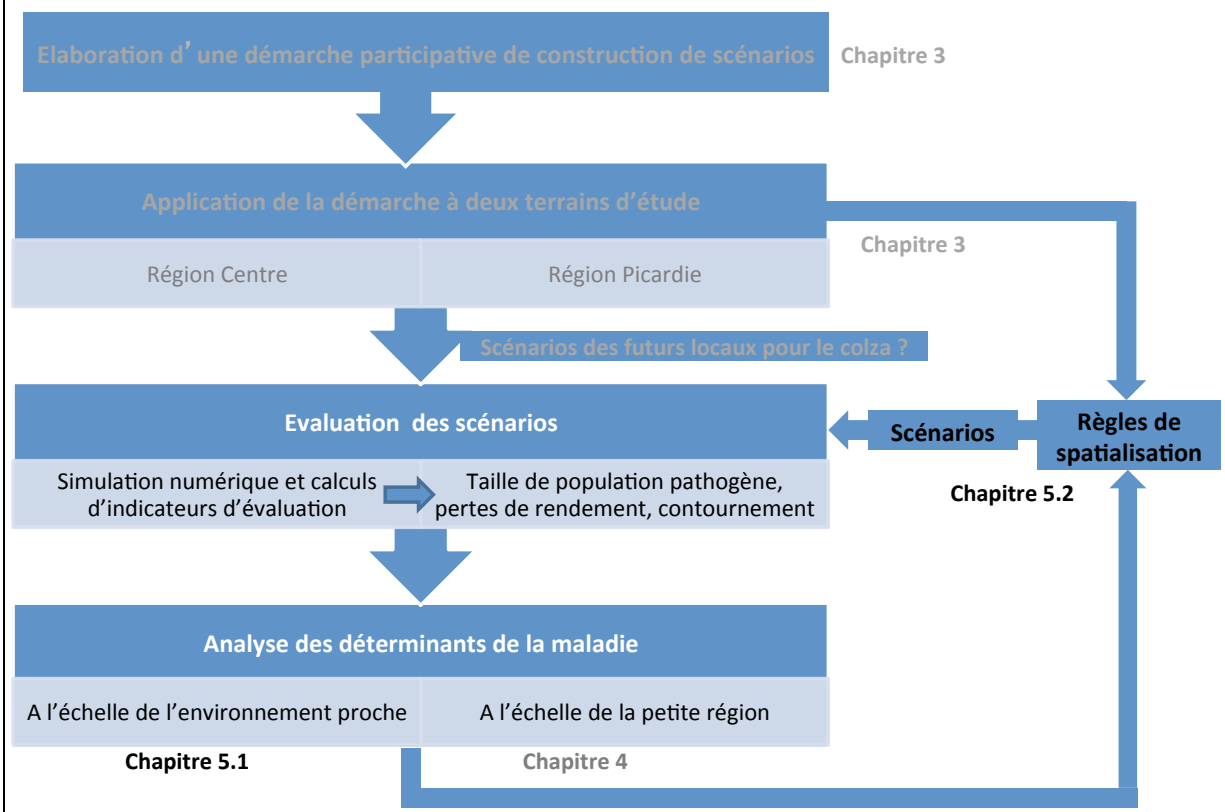 Elaboration d’ une démarche participative de construction de scénarios
Chapitre 3
Application de la démarche à deux terrains d’étude
Chapitre 3
Région Centre
Région Picardie
Scénarios des futurs locaux pour le colza ?
Evaluation des scénarios
Scénarios
Règles de
spatialisation
Simulation numérique et calculs
d’indicateurs d’évaluation
Taille de population pathogène,
pertes de rendement, contournement
Chapitre 5.2
Analyse des déterminants de la maladie
A l’échelle de l’environnement proche
A l’échelle de la petite région
Chapitre 5.1
Chapitre 4